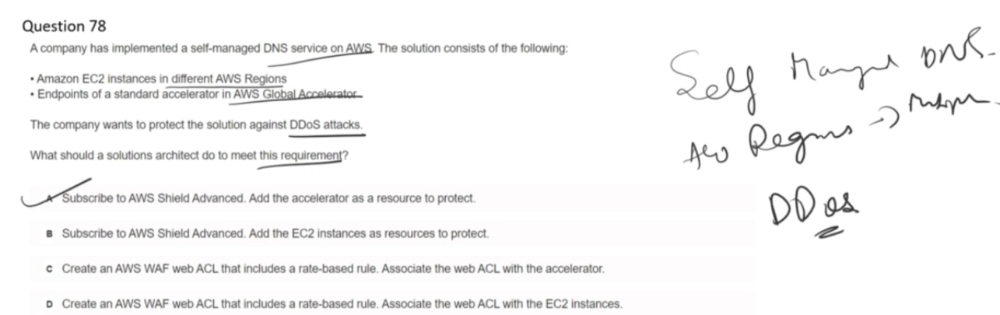 Question 78
A company has implemented a self-managed DNS service on AWS. The solution consists of the following:
• Amazon EC2 instances in different AWS Regions
• Endpoints of a standard accelerator in AWS Global Accelerator
The company wants to protect the solution against DDoS attacks.
What should a solutions architect do to meet this requirement?
A Subscribe to AWS Shield Advanced. Add the accelerator as a resource to protect.
B Subscribe to AWS Shield Advanced. Add the EC2 instances as resources to protect.
C Create an AWS WAF web ACL that includes a rate-based rule. Associate the web ACL with the accelerator.
D Create an AWS WAF web ACL that includes a rate-based rule. Associate the web ACL with the EC2 instances.
Self Managed DNS
Regions →
DDos